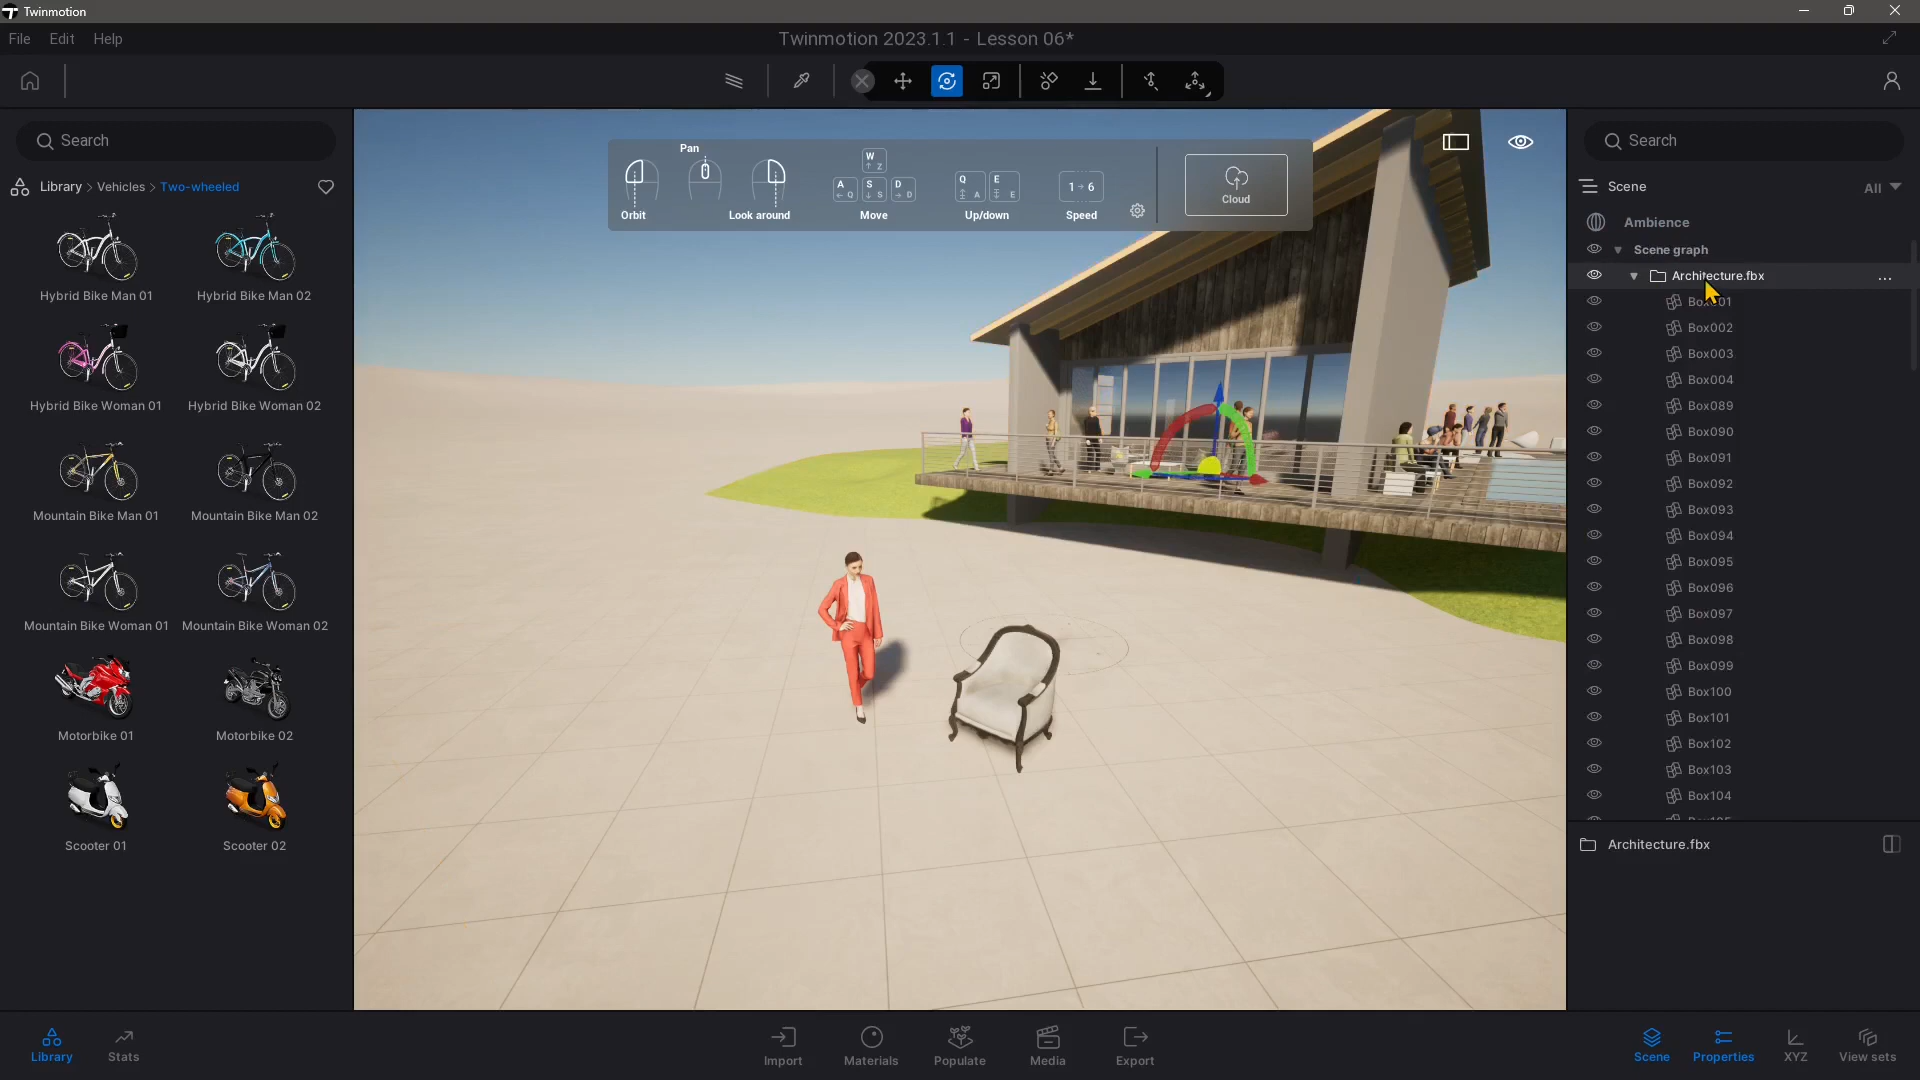 Twinmotion
File Edit Help
Twinmotion 2023.1.1 - Lesson 06*
Search
Library > Vehicles > Two-wheeled
Hybrid Bike Man 01
Hybrid Bike Man 02
Hybrid Bike Woman 01
Hybrid Bike Woman 02
Mountain Bike Man 01
Mountain Bike Man 02
Mountain Bike Woman 01
Mountain Bike Woman 02
Motorbike 01
Motorbike 02
Scooter 01
Scooter 02
Pan
Orbit
Look around
W
Z
A
Q
S
S
D
D
Move
Q
A
E
E
Up/down
1 6
Speed
Cloud
Search
Scene
All
Ambience
Scene graph
Architecture.fbx
...
Box002
Box003
Box004
Box089
Box090
Box091
Box092
Box093
Box094
Box095
Box096
Box097
Box098
Box099
Box100
Box101
Box102
Box103
Box104
Architecture.fbx
Library
Stats
Import
Materials
Populate
Media
Export
Scene
Properties
XYZ
View sets